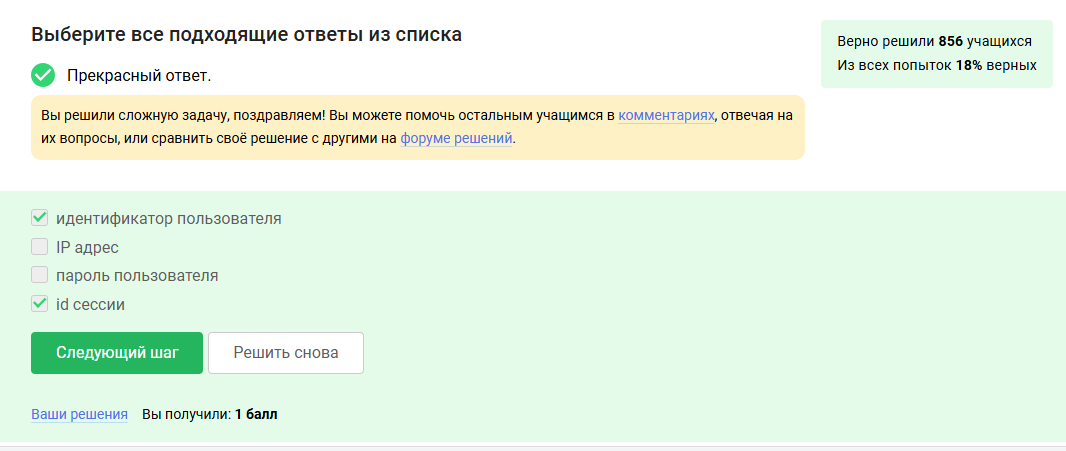 Выберите все подходящие ответы из списка
Верно решили 856 учащихся
Из всех попыток 18% верных
Прекрасный ответ.
Вы решили сложную задачу, поздравляем! Вы можете помочь остальным учащимся в комментариях, отвечая на
их вопросы, или сравнить своё решение с другими на форуме решений.
идентификатор пользователя
IP адрес
пароль пользователя
id сессии
Следующий шаг
Решить снова
Ваши решения Вы получили: 1 балл